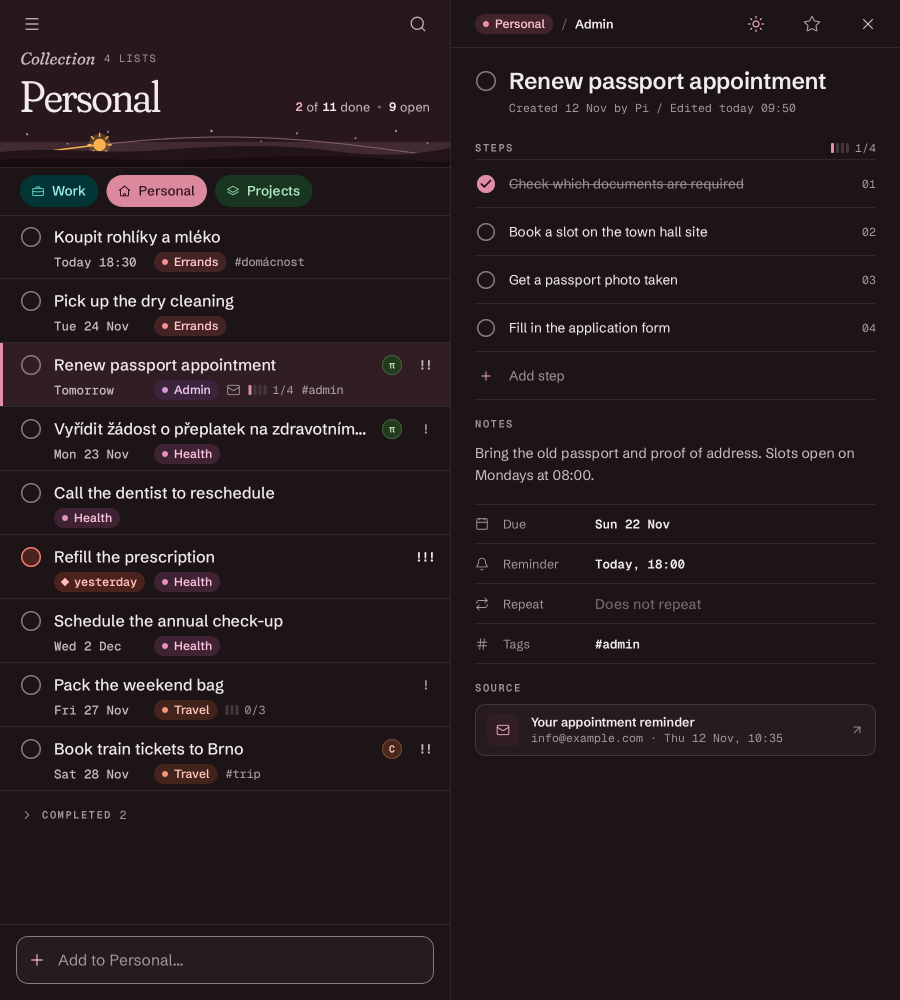 Collection 4 LISTS
Personal
2 of 11 done • 9 open
Work
Personal
Projects
Koupit rohlíky a mléko
Today 18:30 Errands #domácnost
Pick up the dry cleaning
Tue 24 Nov Errands
Renew passport appointment π !!
Tomorrow Admin 1/4 #admin
Vyřídit žádost o přeplatek na zdravotním... π !
Mon 23 Nov Health
Call the dentist to reschedule
Health
Refill the prescription !!!
yesterday Health
Schedule the annual check-up
Wed 2 Dec Health
Pack the weekend bag !
Fri 27 Nov Travel 0/3
Book train tickets to Brno C !!
Sat 28 Nov Travel #trip
COMPLETED 2
Add to Personal...
Personal / Admin
Renew passport appointment
Created 12 Nov by Pi / Edited today 09:50
STEPS 1/4
Check which documents are required 01
Book a slot on the town hall site 02
Get a passport photo taken 03
Fill in the application form 04
Add step
NOTES
Bring the old passport and proof of address. Slots open on
Mondays at 08:00.
Due Sun 22 Nov
Reminder Today, 18:00
Repeat Does not repeat
Tags #admin
SOURCE
Your appointment reminder
info@example.com · Thu 12 Nov, 10:35